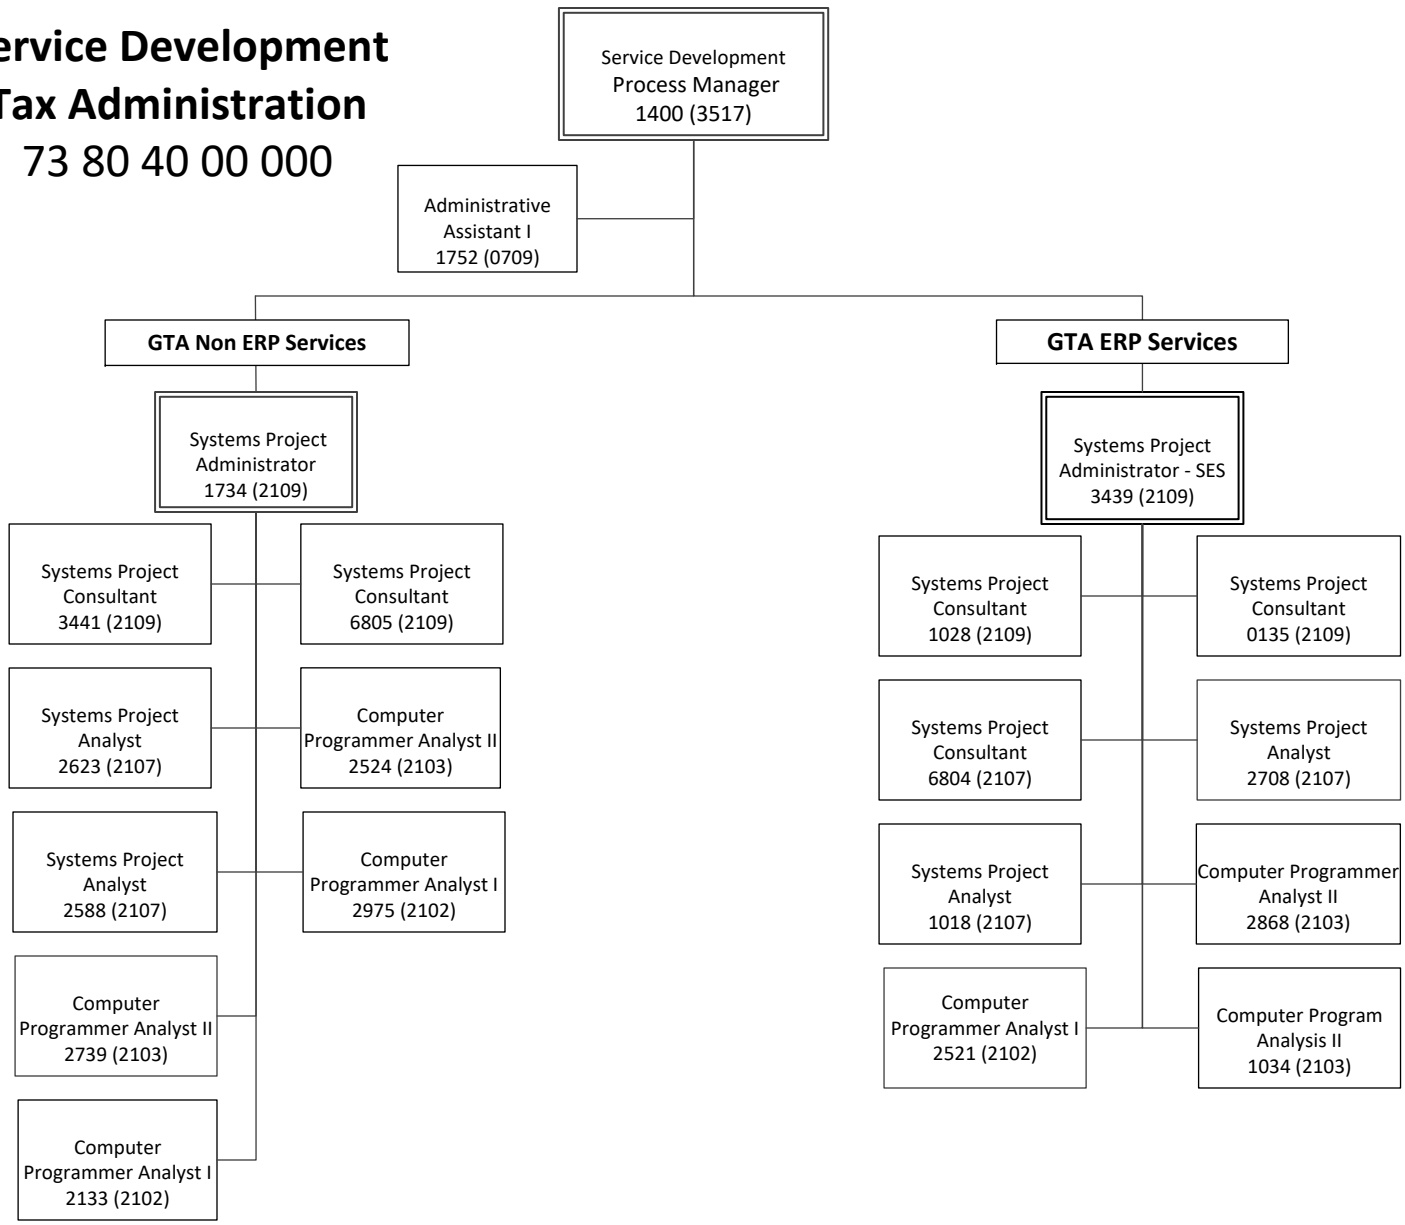 ervice Development
Tax Administration
73 80 40 00 000
Service Development
Process Manager
1400 (3517)
Administrative
Assistant I
1752 (0709)
GTA Non ERP Services
GTA ERP Services
Systems Project
Administrator
1734 (2109)
Systems Project
Administrator - SES
3439 (2109)
Systems Project
Consultant
3441 (2109)
Systems Project
Consultant
6805 (2109)
Systems Project
Analyst
2623 (2107)
Computer
Programmer Analyst II
2524 (2103)
Systems Project
Analyst
2588 (2107)
Computer
Programmer Analyst I
2975 (2102)
Computer
Programmer Analyst II
2739 (2103)
Computer
Programmer Analyst I
2133 (2102)
Systems Project
Consultant
1028 (2109)
Systems Project
Consultant
0135 (2109)
Systems Project
Consultant
6804 (2107)
Systems Project
Analyst
2708 (2107)
Systems Project
Analyst
1018 (2107)
Computer Programmer
Analyst II
2868 (2103)
Computer
Programmer Analyst I
2521 (2102)
Computer Program
Analysis II
1034 (2103)